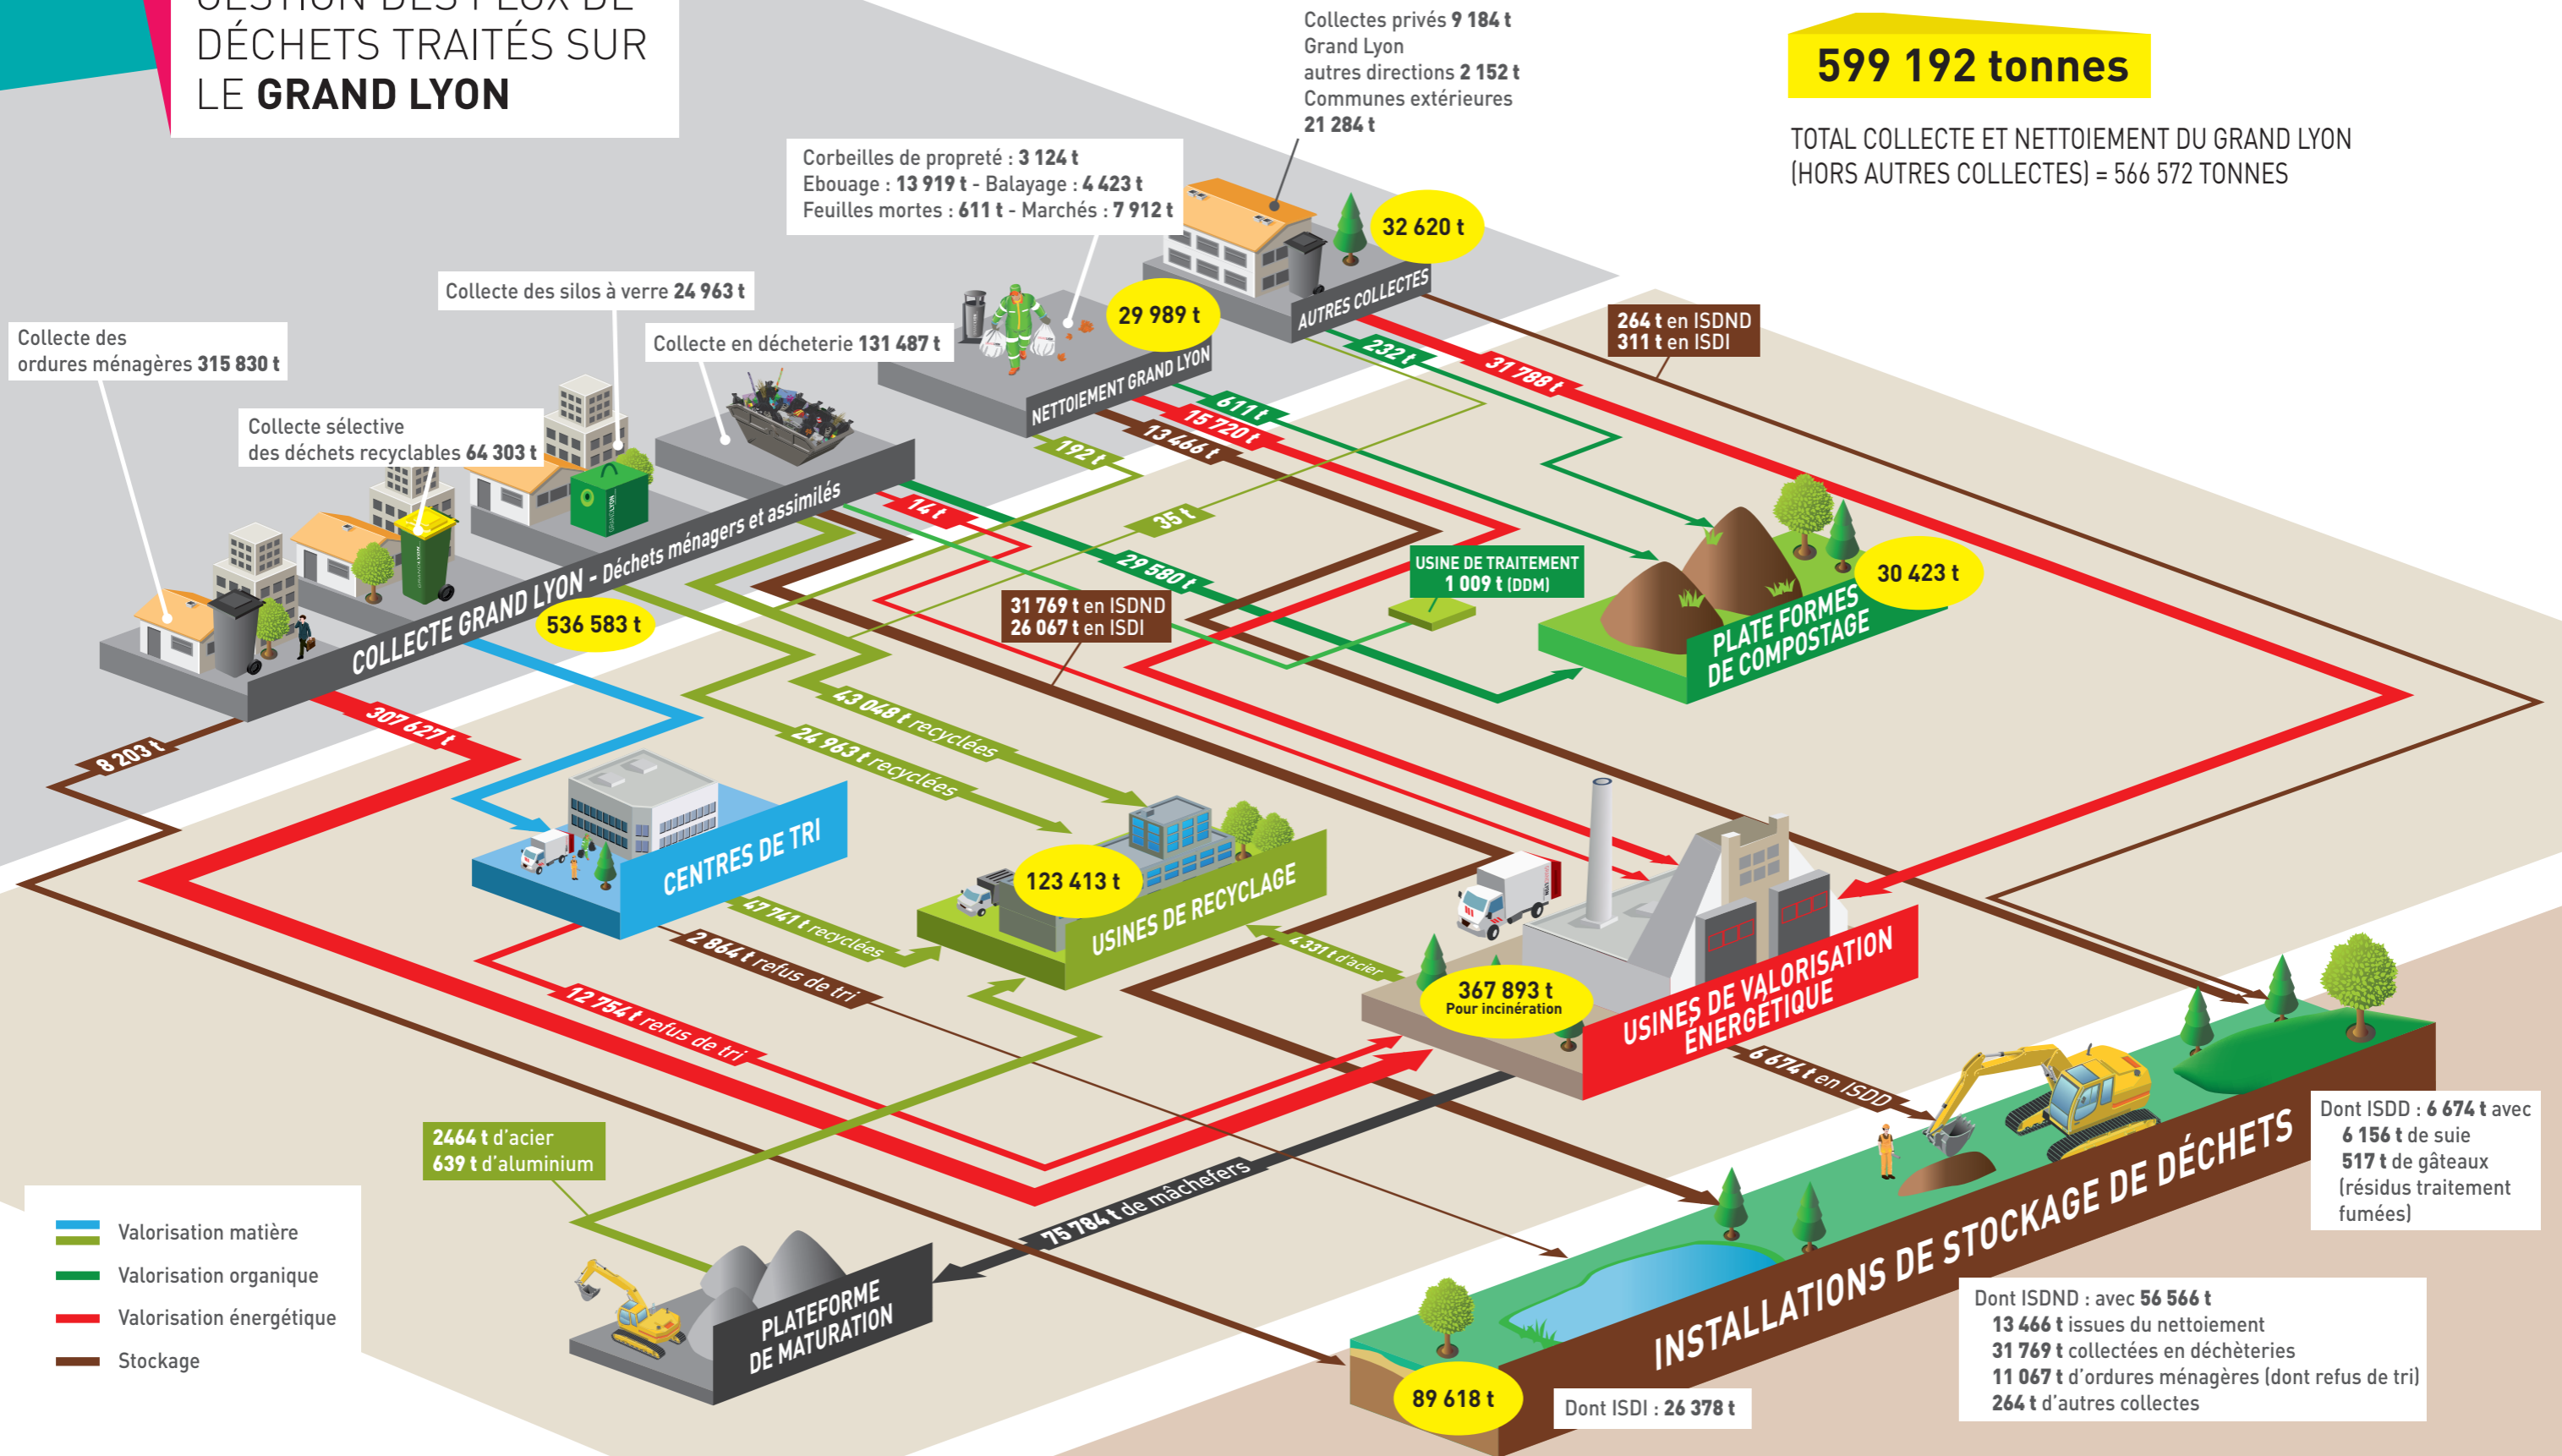 GESTION DES FLUX DE
DÉCHETS TRAITÉS SUR
LE GRAND LYON
Collectes privés 9 184 t
Grand Lyon
autres directions 2 152 t
Communes extérieures
21 284 t
599 192 tonnes
TOTAL COLLECTE ET NETTOIEMENT DU GRAND LYON
(HORS AUTRES COLLECTES) = 566 572 TONNES
Corbeilles de propreté : 3 124 t
Ebouage : 13 919 t - Balayage : 4 423 t
Feuilles mortes : 611 t - Marchés : 7 912 t
32 620 t
AUTRES COLLECTES
Collecte des silos à verre 24 963 t
29 989 t
NETTOIEMENT GRAND LYON
Collecte des
ordures ménagères 315 830 t
Collecte en décheterie 131 487 t
Collecte sélective
des déchets recyclables 64 303 t
264 t en ISDND
311 t en ISDI
232 t
31 788 t
611 t
15 720 t
13 466 t
192 t
35 t
14 t
29 580 t
COLLECTE GRAND LYON - Déchets ménagers et assimilés
536 583 t
31 769 t en ISDND
26 067 t en ISDI
USINE DE TRAITEMENT
1 009 t (DDM)
30 423 t
PLATE FORMES
DE COMPOSTAGE
307 627 t
8 203 t
43 048 t recyclées
24 963 t recyclées
CENTRES DE TRI
123 413 t
USINES DE RECYCLAGE
47 741 t recyclées
2 864 t refus de tri
12 754 t refus de tri
4 331 t d'acier
367 893 t
Pour incinération
USINES DE VALORISATION
ÉNERGÉTIQUE
6 674 t en ISDD
2464 t d'acier
639 t d'aluminium
75 784 t de mâchefers
PLATEFORME
DE MATURATION
INSTALLATIONS DE STOCKAGE DE DÉCHETS
Dont ISDD : 6 674 t avec
6 156 t de suie
517 t de gâteaux
(résidus traitement
fumées)
Dont ISDND : avec 56 566 t
13 466 t issues du nettoiement
31 769 t collectées en déchèteries
11 067 t d'ordures ménagères (dont refus de tri)
264 t d'autres collectes
89 618 t
Dont ISDI : 26 378 t
Valorisation matière
Valorisation organique
Valorisation énergétique
Stockage